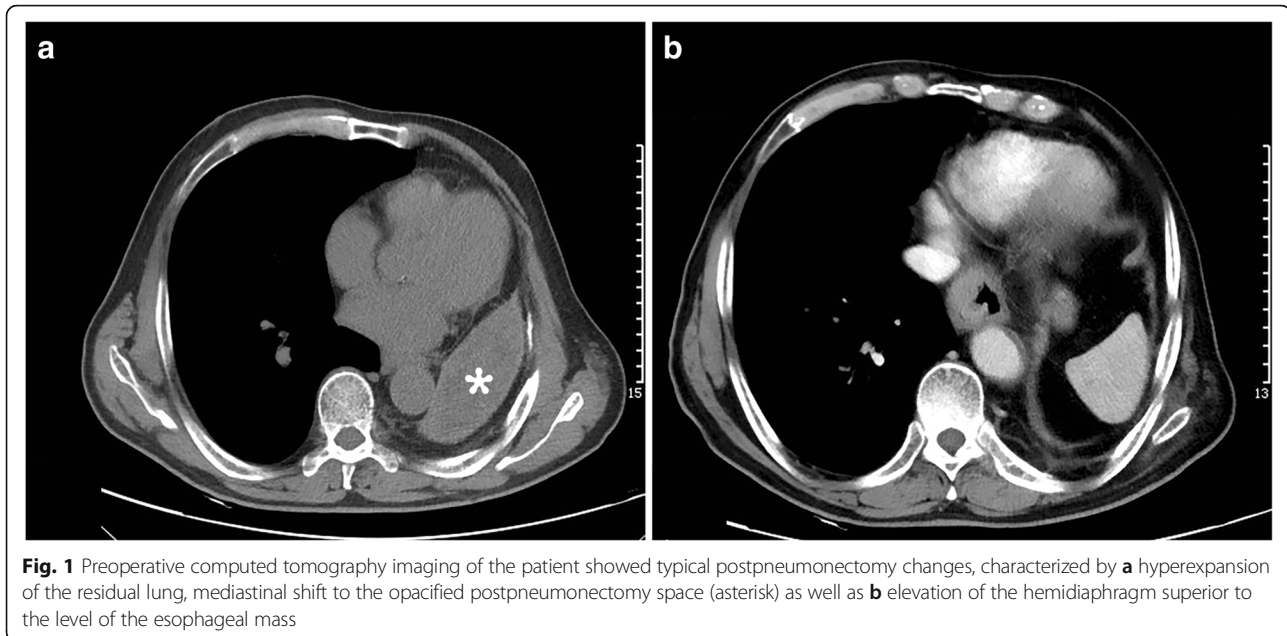 a
b
15
13
Fig. 1 Preoperative computed tomography imaging of the patient showed typical postpneumonectomy changes, characterized by a hyperexpansion
of the residual lung, mediastinal shift to the opacified postpneumonectomy space (asterisk) as well as b elevation of the hemidiaphragm superior to
the level of the esophageal mass